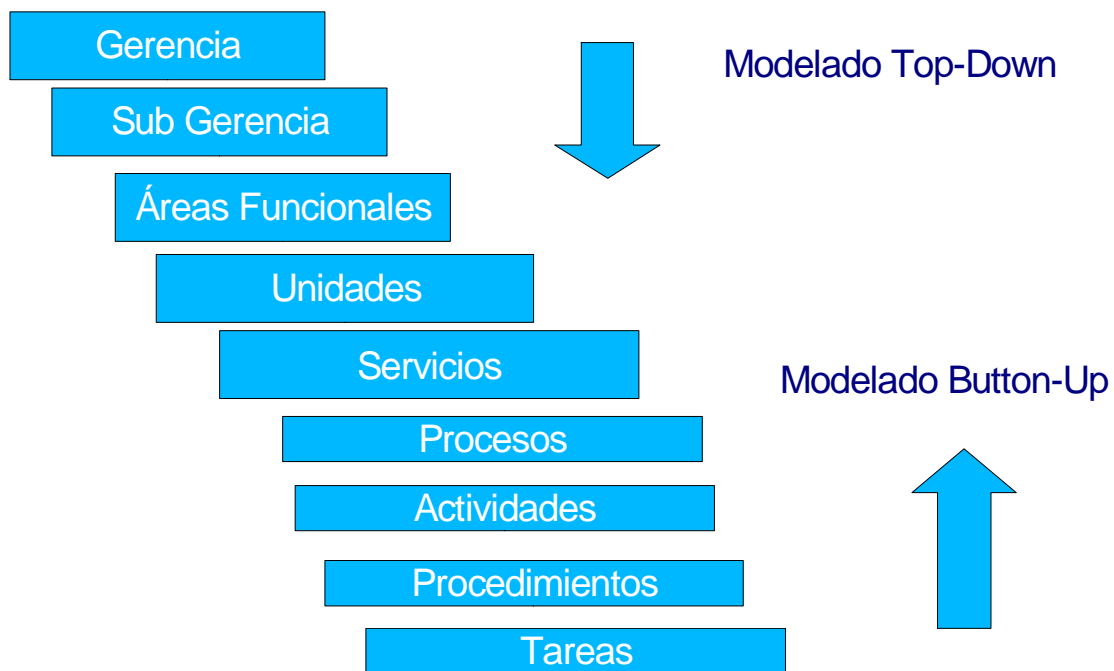 Gerencia
Modelado Top-Down
Sub Gerencia
Áreas Funcionales
Unidades
Servicios
Modelado Button-Up
Procesos
Actividades
Procedimientos
Tareas